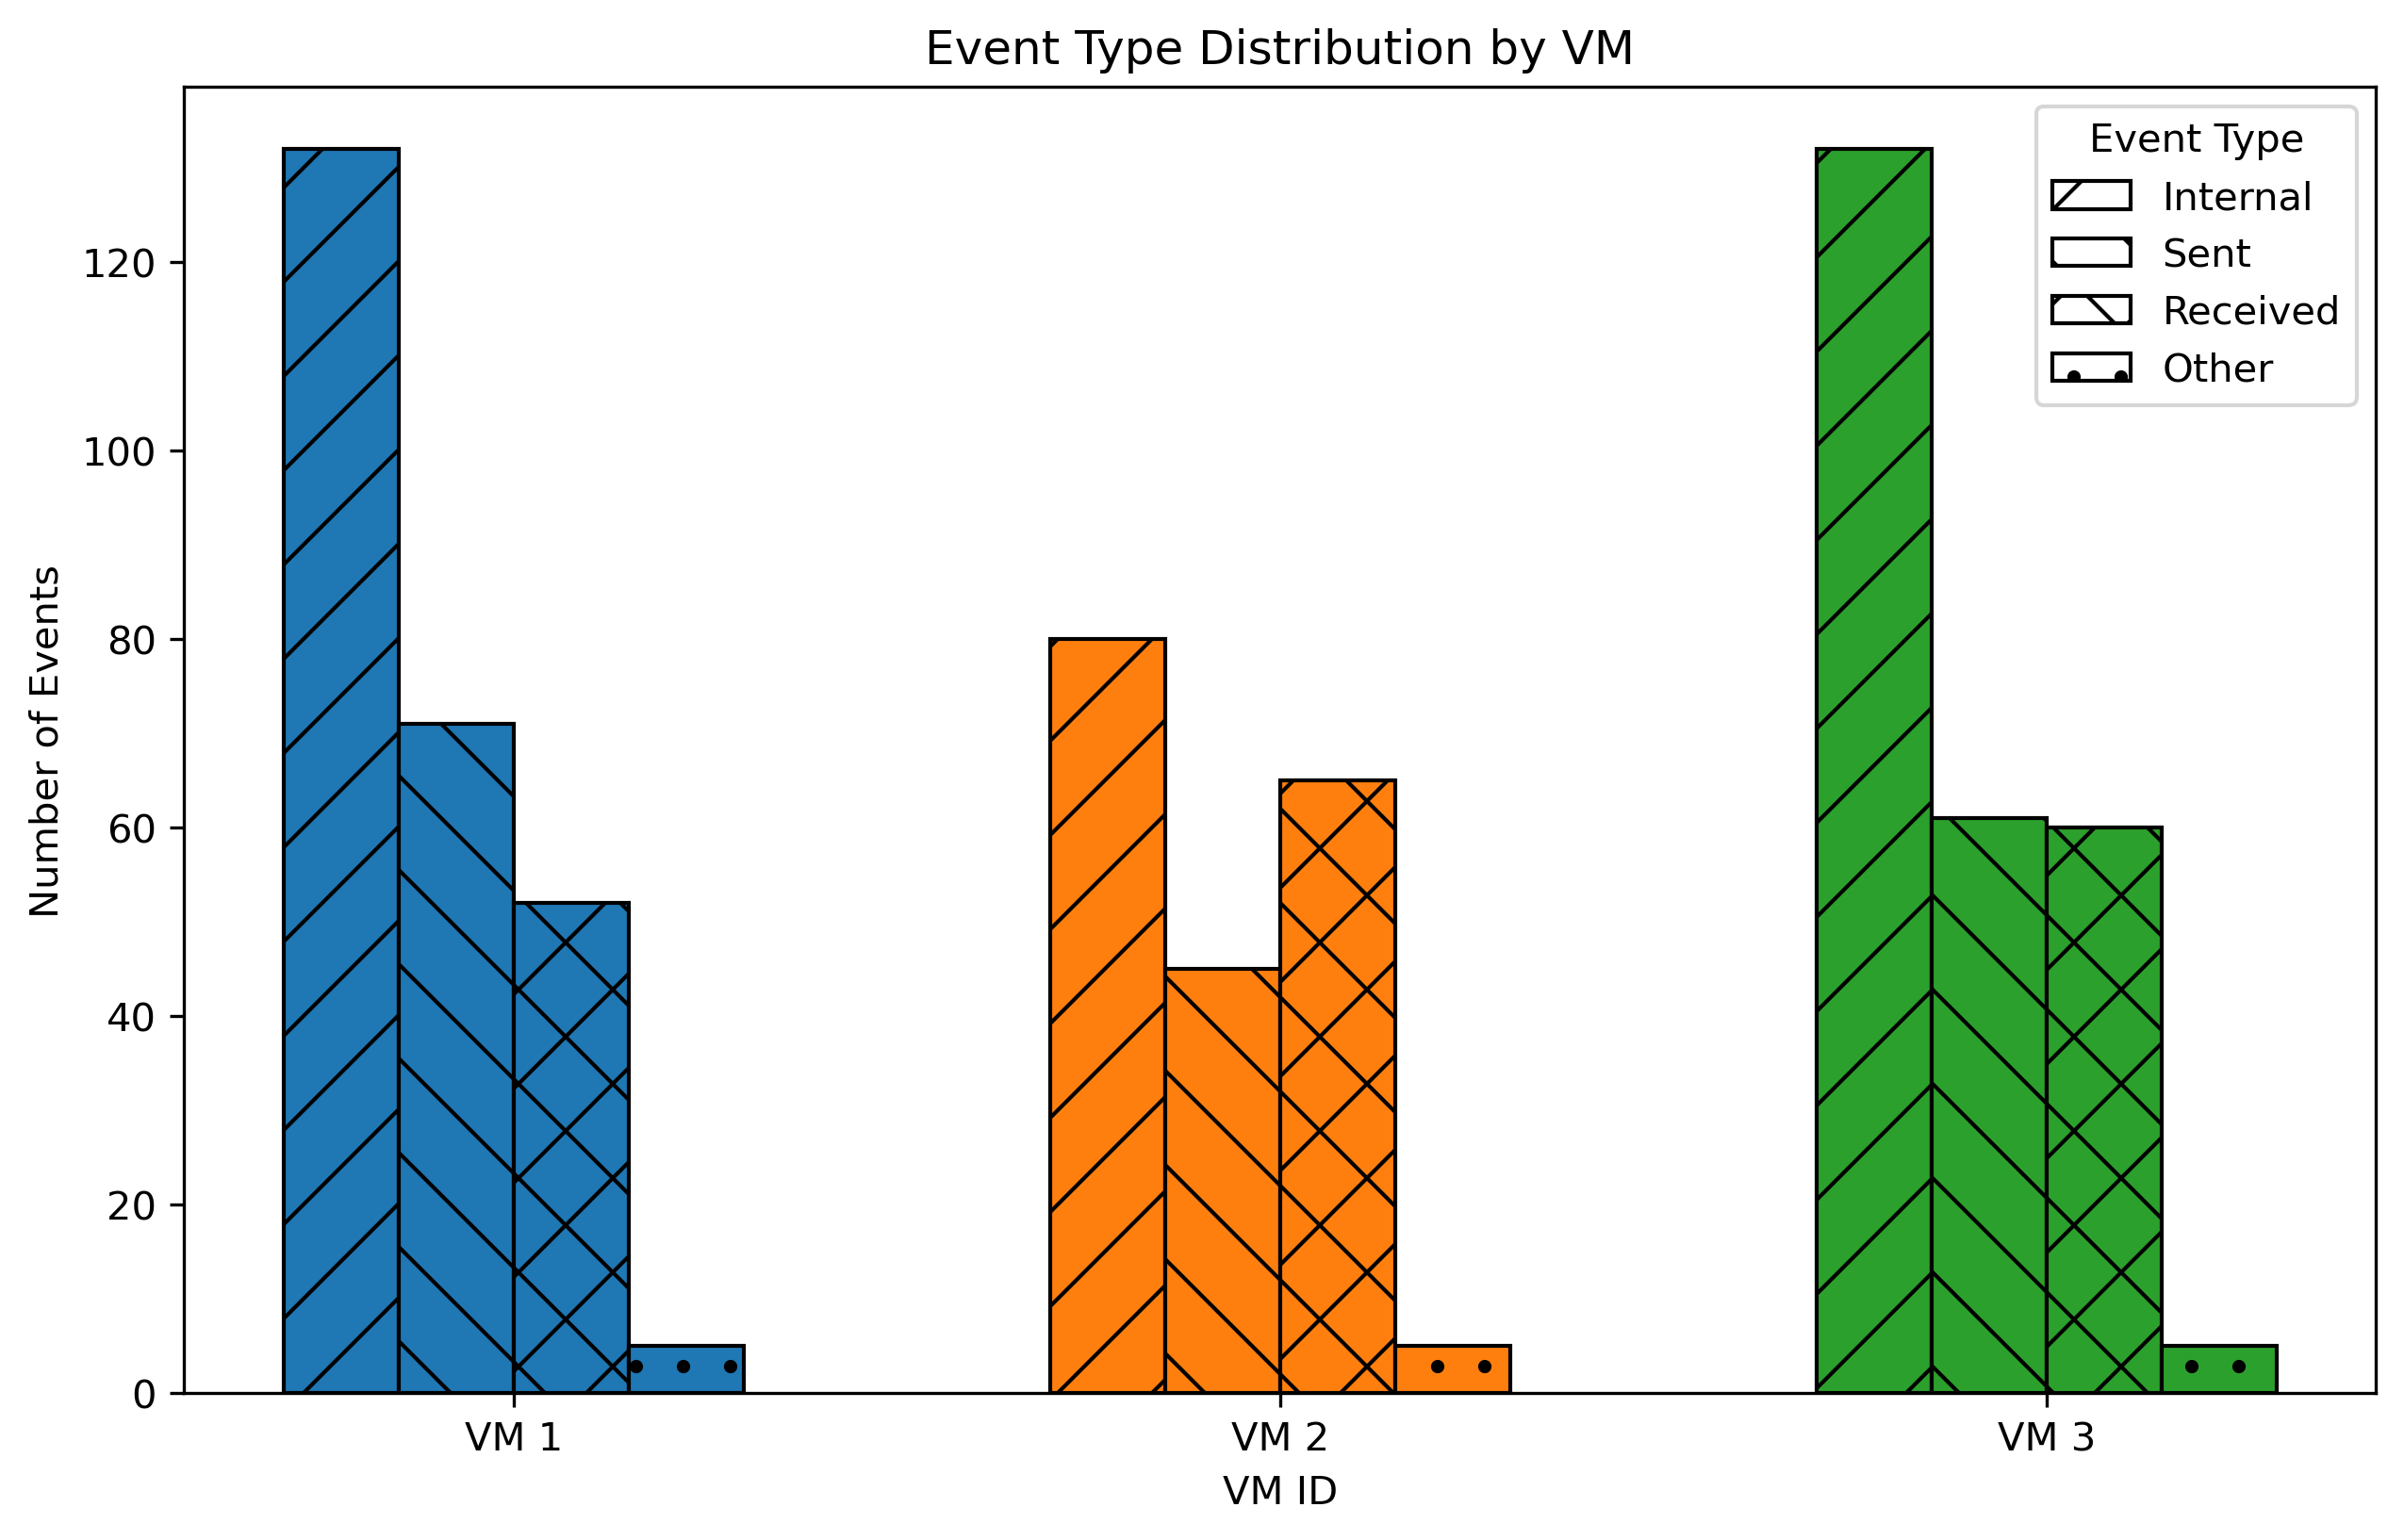 Event Type Distribution by VM
Event Type
Internal
Sent
Received
Other
120
100
80
60
40
20
0
Number of Events
VM 1
VM 2
VM 3
VM ID